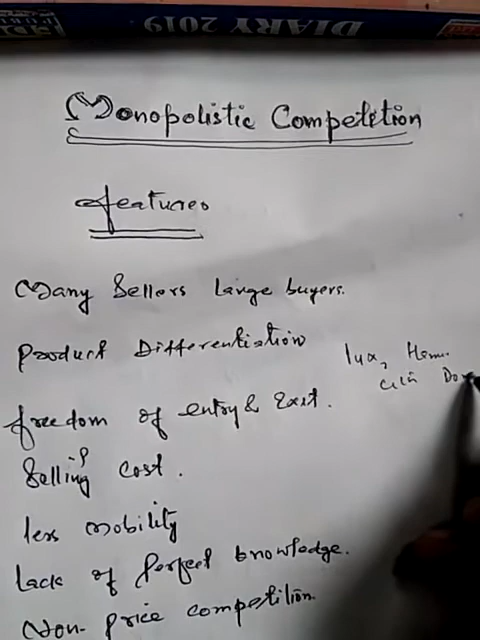 DIARY 2019
Monopolistic Competition
features
Many Sellers Large buyers.
Product Differentiation
lux,
freedom of entry & Exit.
Selling cost.
less mobility
Lack of Perfect knowledge.
Non-Price competition.